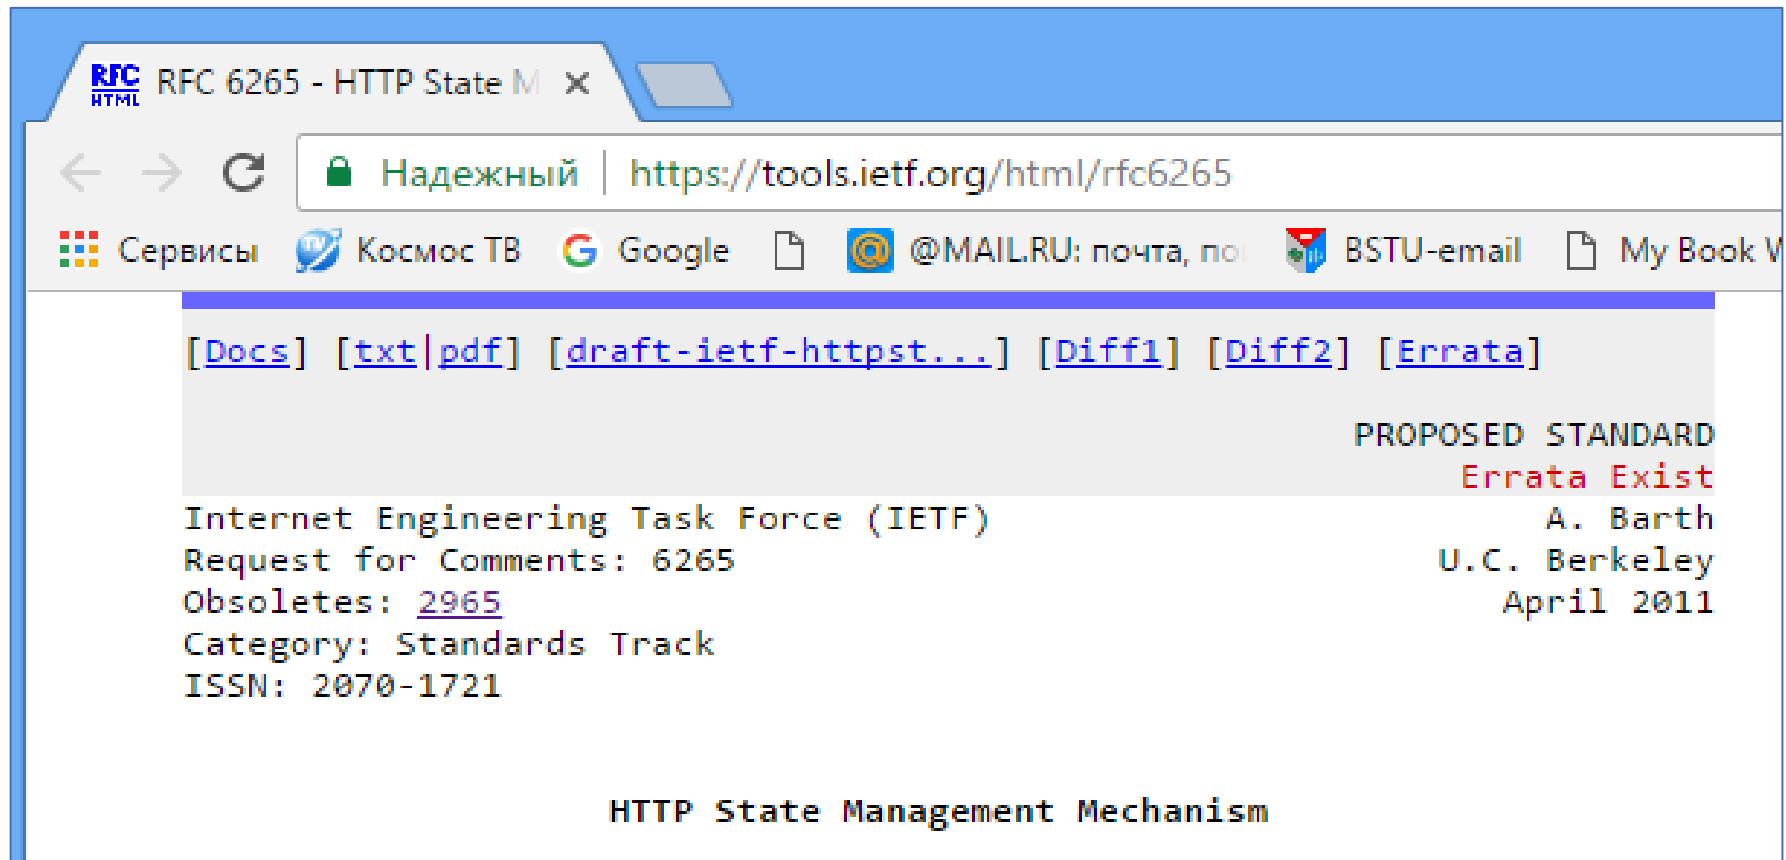 RFC HTML RFC 6265 - HTTP State M
Надежный https://tools.ietf.org/html/rfc6265
Сервисы Космос ТВ Google @MAIL.RU: почта, по BSTU-email My Book
[Docs] [txt|pdf] [draft-ietf-httpst...] [Diff1] [Diff2] [Errata]
PROPOSED STANDARD
Errata Exist
Internet Engineering Task Force (IETF) A. Barth
Request for Comments: 6265 U.C. Berkeley
Obsoletes: 2965 April 2011
Category: Standards Track
ISSN: 2070-1721
HTTP State Management Mechanism